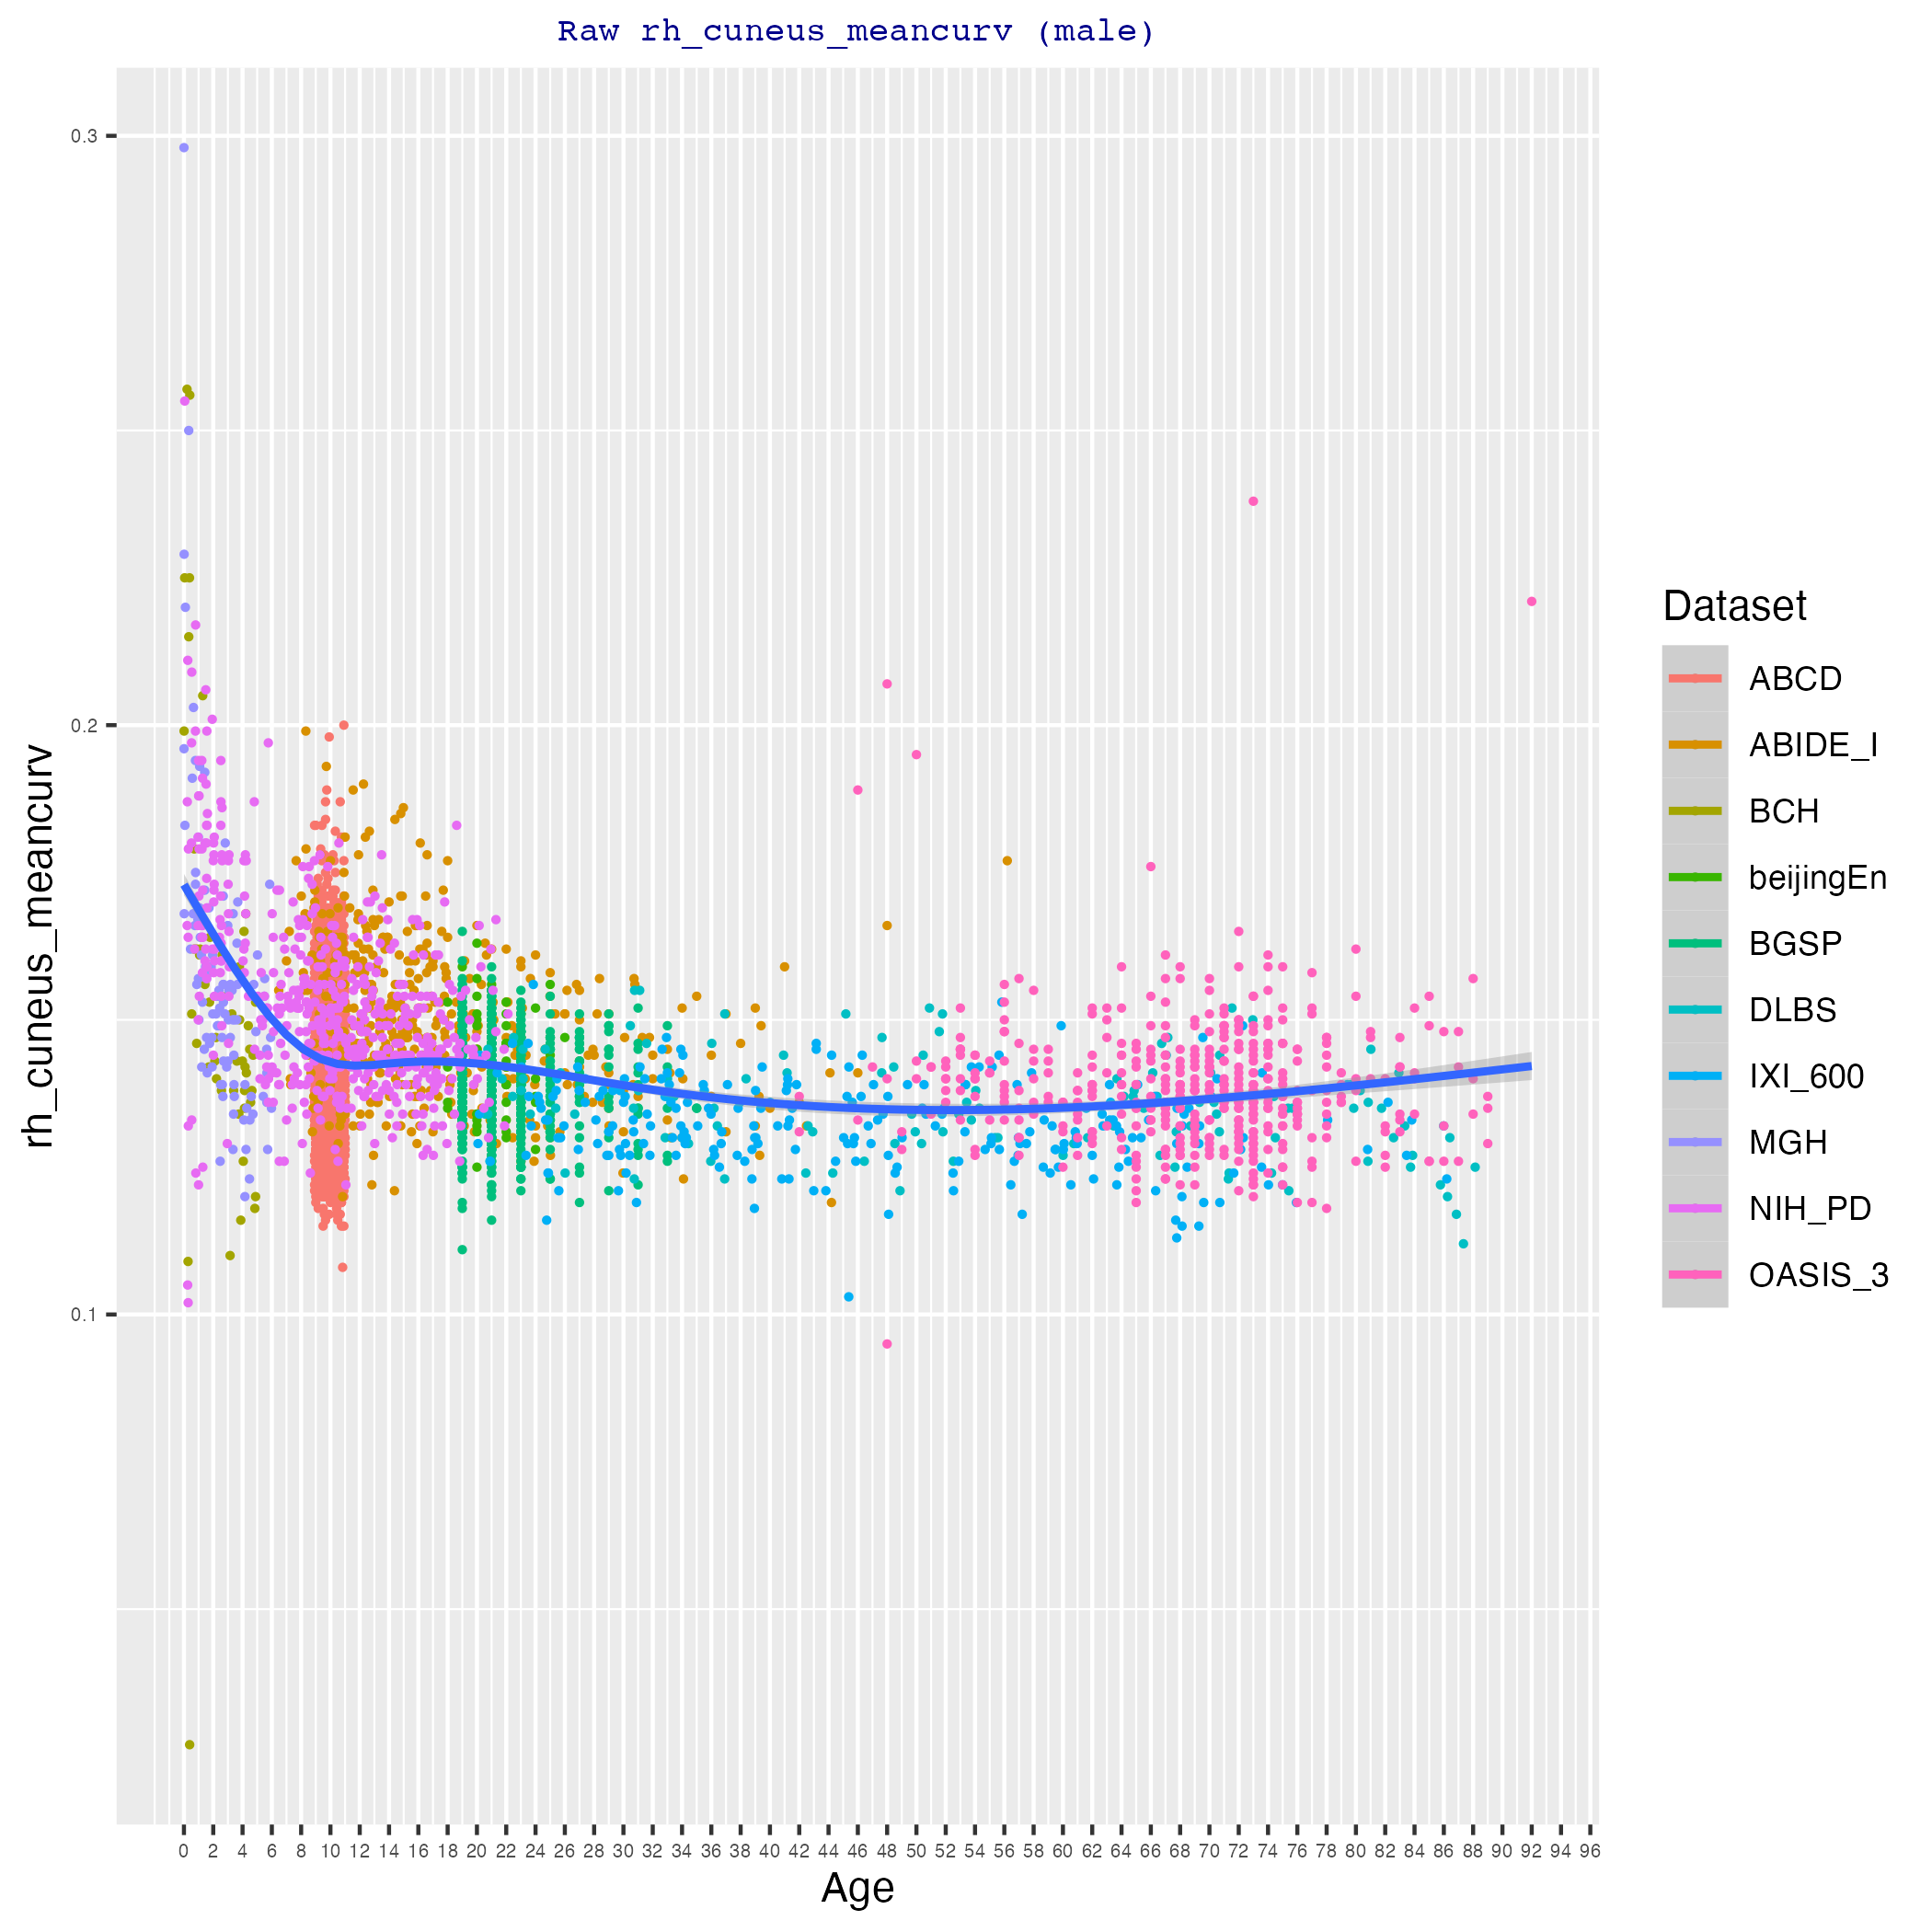 Raw rh_cuneus_meancurv (male)
rh_cuneus_meancurv
0.3
0.2
0.1
0 2 4 6 8 10 12 14 16 18 20 22 24 26 28 30 32 34 36 38 40 42 44 46 48 50 52 54 56 58 60 62 64 66 68 70 72 74 76 78 80 82 84 86 88 90 92 94 96
Age
Dataset
ABCD
ABIDE_I
BCH
beijingEn
BGSP
DLBS
IXI_600
MGH
NIH_PD
OASIS_3